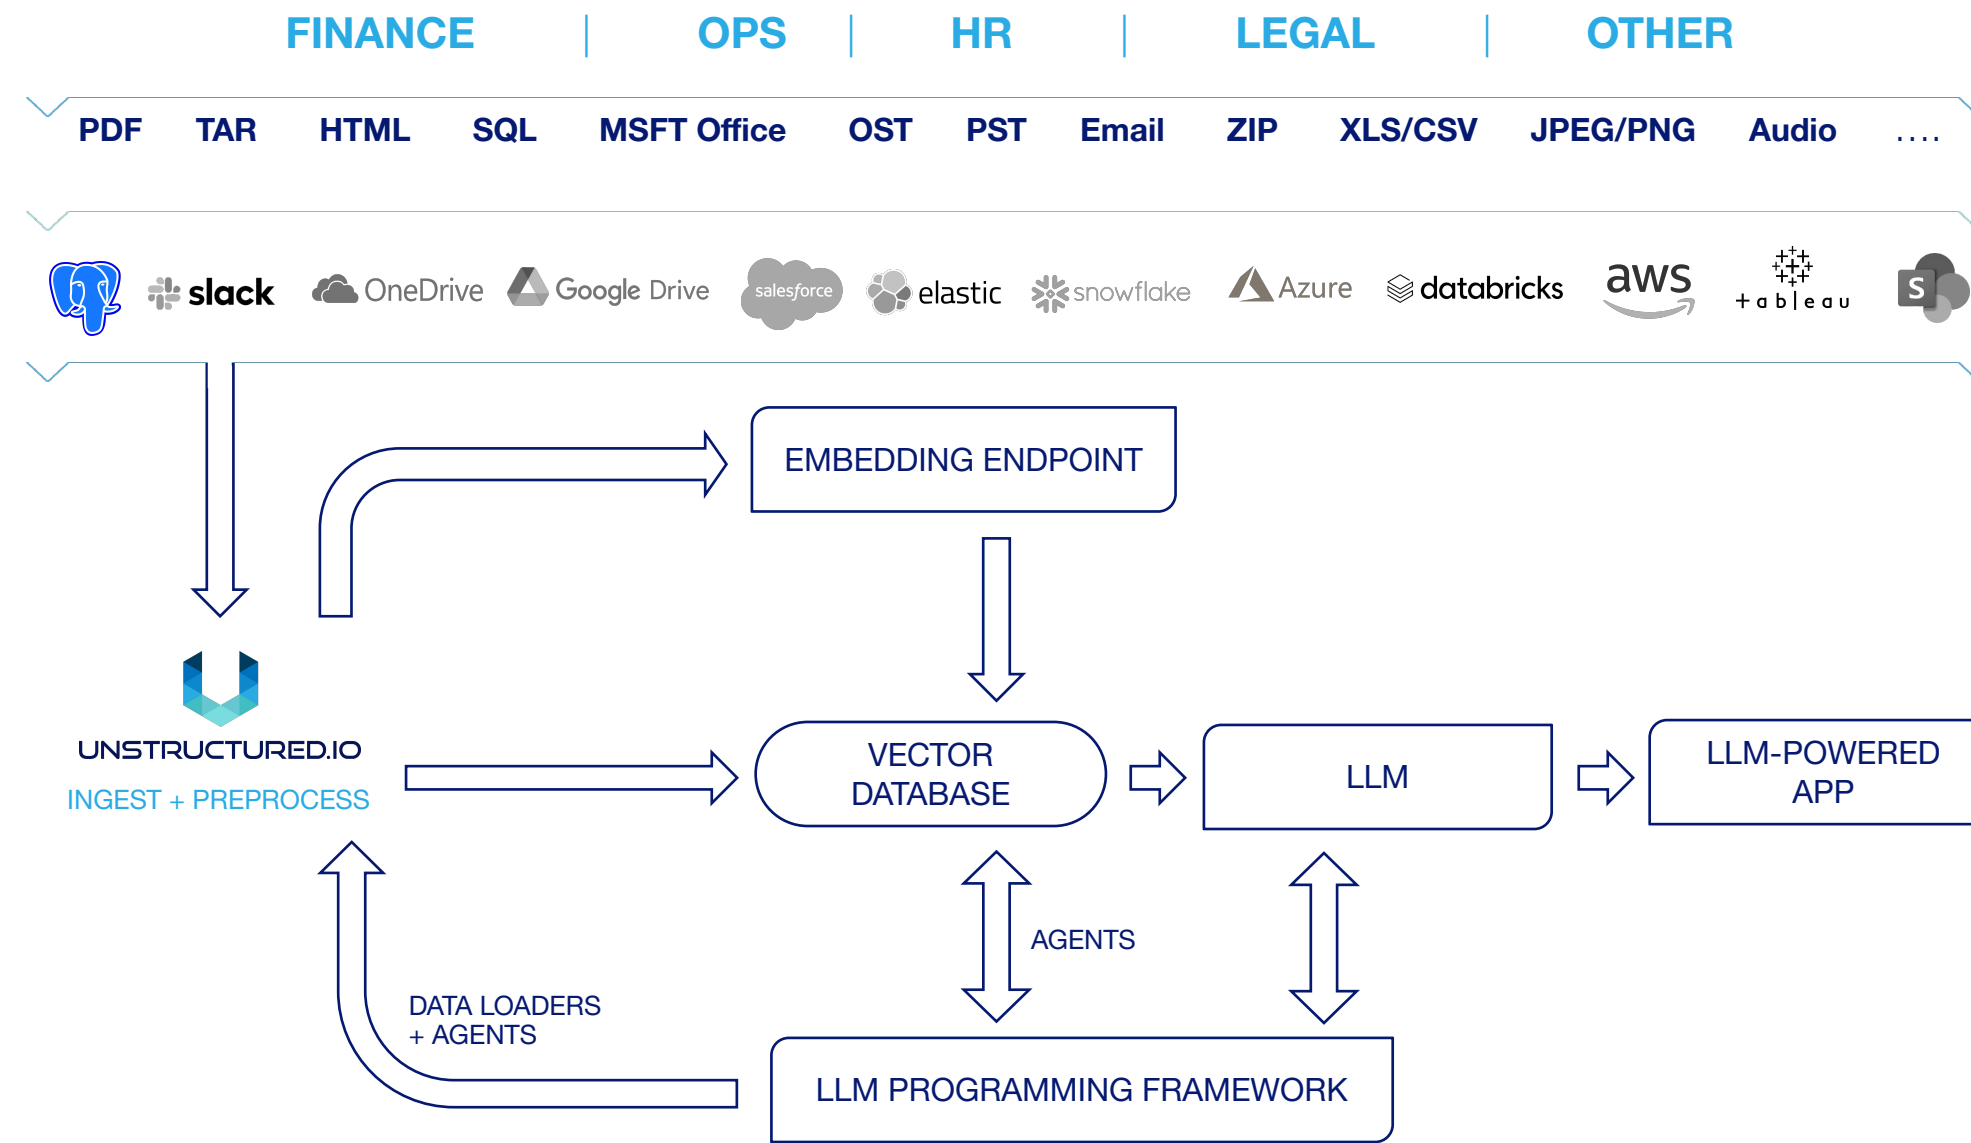 FINANCE | OPS | HR | LEGAL | OTHER
PDF TAR HTML SQL MSFT Office OST PST Email ZIP XLS/CSV JPEG/PNG Audio ....
slack OneDrive Google Drive salesforce elastic snowflake Azure databricks aws +ableau S
EMBEDDING ENDPOINT
UNSTRUCTURED.IO
INGEST + PREPROCESS
VECTOR
DATABASE
LLM
LLM-POWERED
APP
AGENTS
DATA LOADERS
+ AGENTS
LLM PROGRAMMING FRAMEWORK